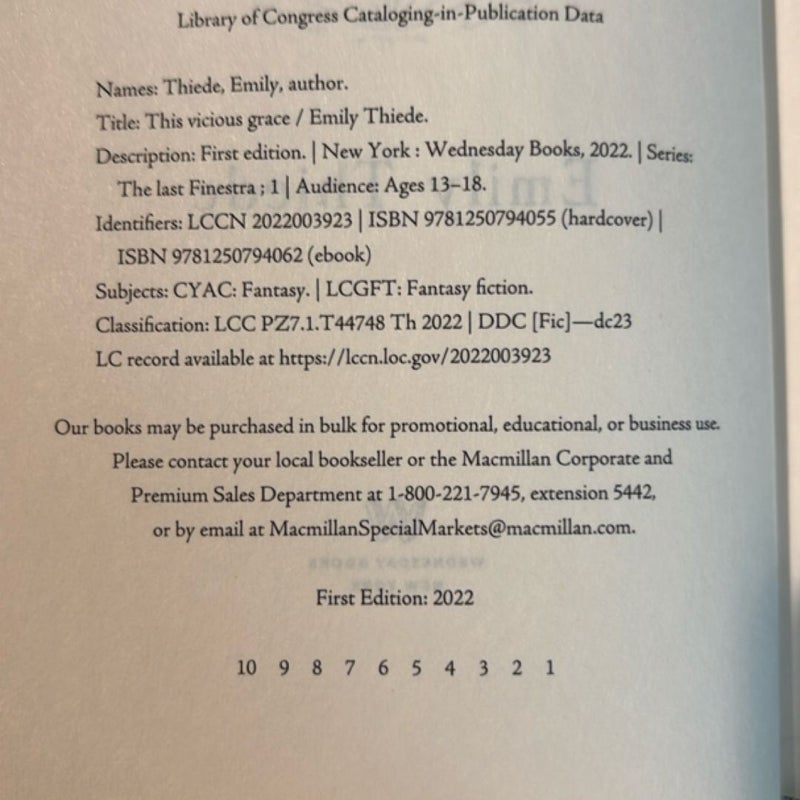 Library of Congress Cataloging-in-Publication Data
Names: Thiede, Emily, author.
Title: This vicious grace / Emily Thiede.
Description: First edition. | New York : Wednesday Books, 2022. | Series:
The last Finestra ; 1 | Audience: Ages 13–18.
Identifiers: LCCN 2022003923 | ISBN 9781250794055 (hardcover) |
ISBN 9781250794062 (ebook)
Subjects: CYAC: Fantasy. | LCGFT: Fantasy fiction.
Classification: LCC PZ7.1.T44748 Th 2022 | DDC [Fic]—dc23
LC record available at https://lccn.loc.gov/2022003923
Our books may be purchased in bulk for promotional, educational, or business use.
Please contact your local bookseller or the Macmillan Corporate and
Premium Sales Department at 1-800-221-7945, extension 5442,
or by email at MacmillanSpecialMarkets@macmillan.com.
First Edition: 2022
10 9 8 7 6 5 4 3 2 1